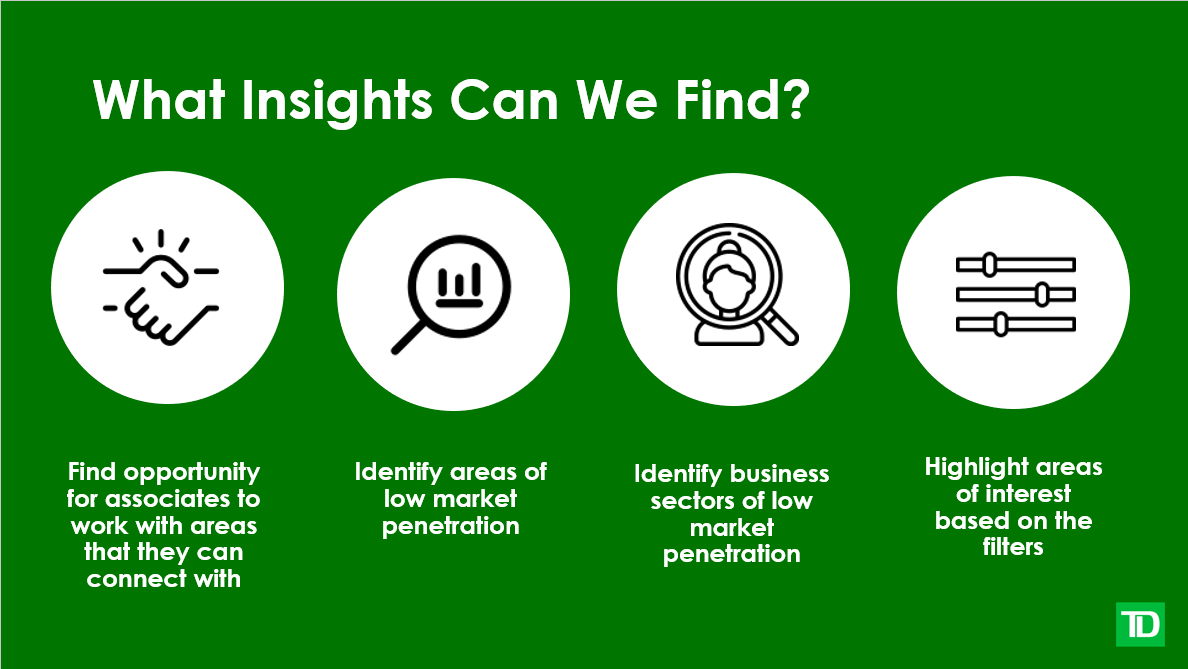 What Insights Can We Find?
Find opportunity
for associates to
work with areas
that they can
connect with
Identify areas of
low market
penetration
Identify business
sectors of low
market
penetration
Highlight areas
of interest
based on the
filters
TD